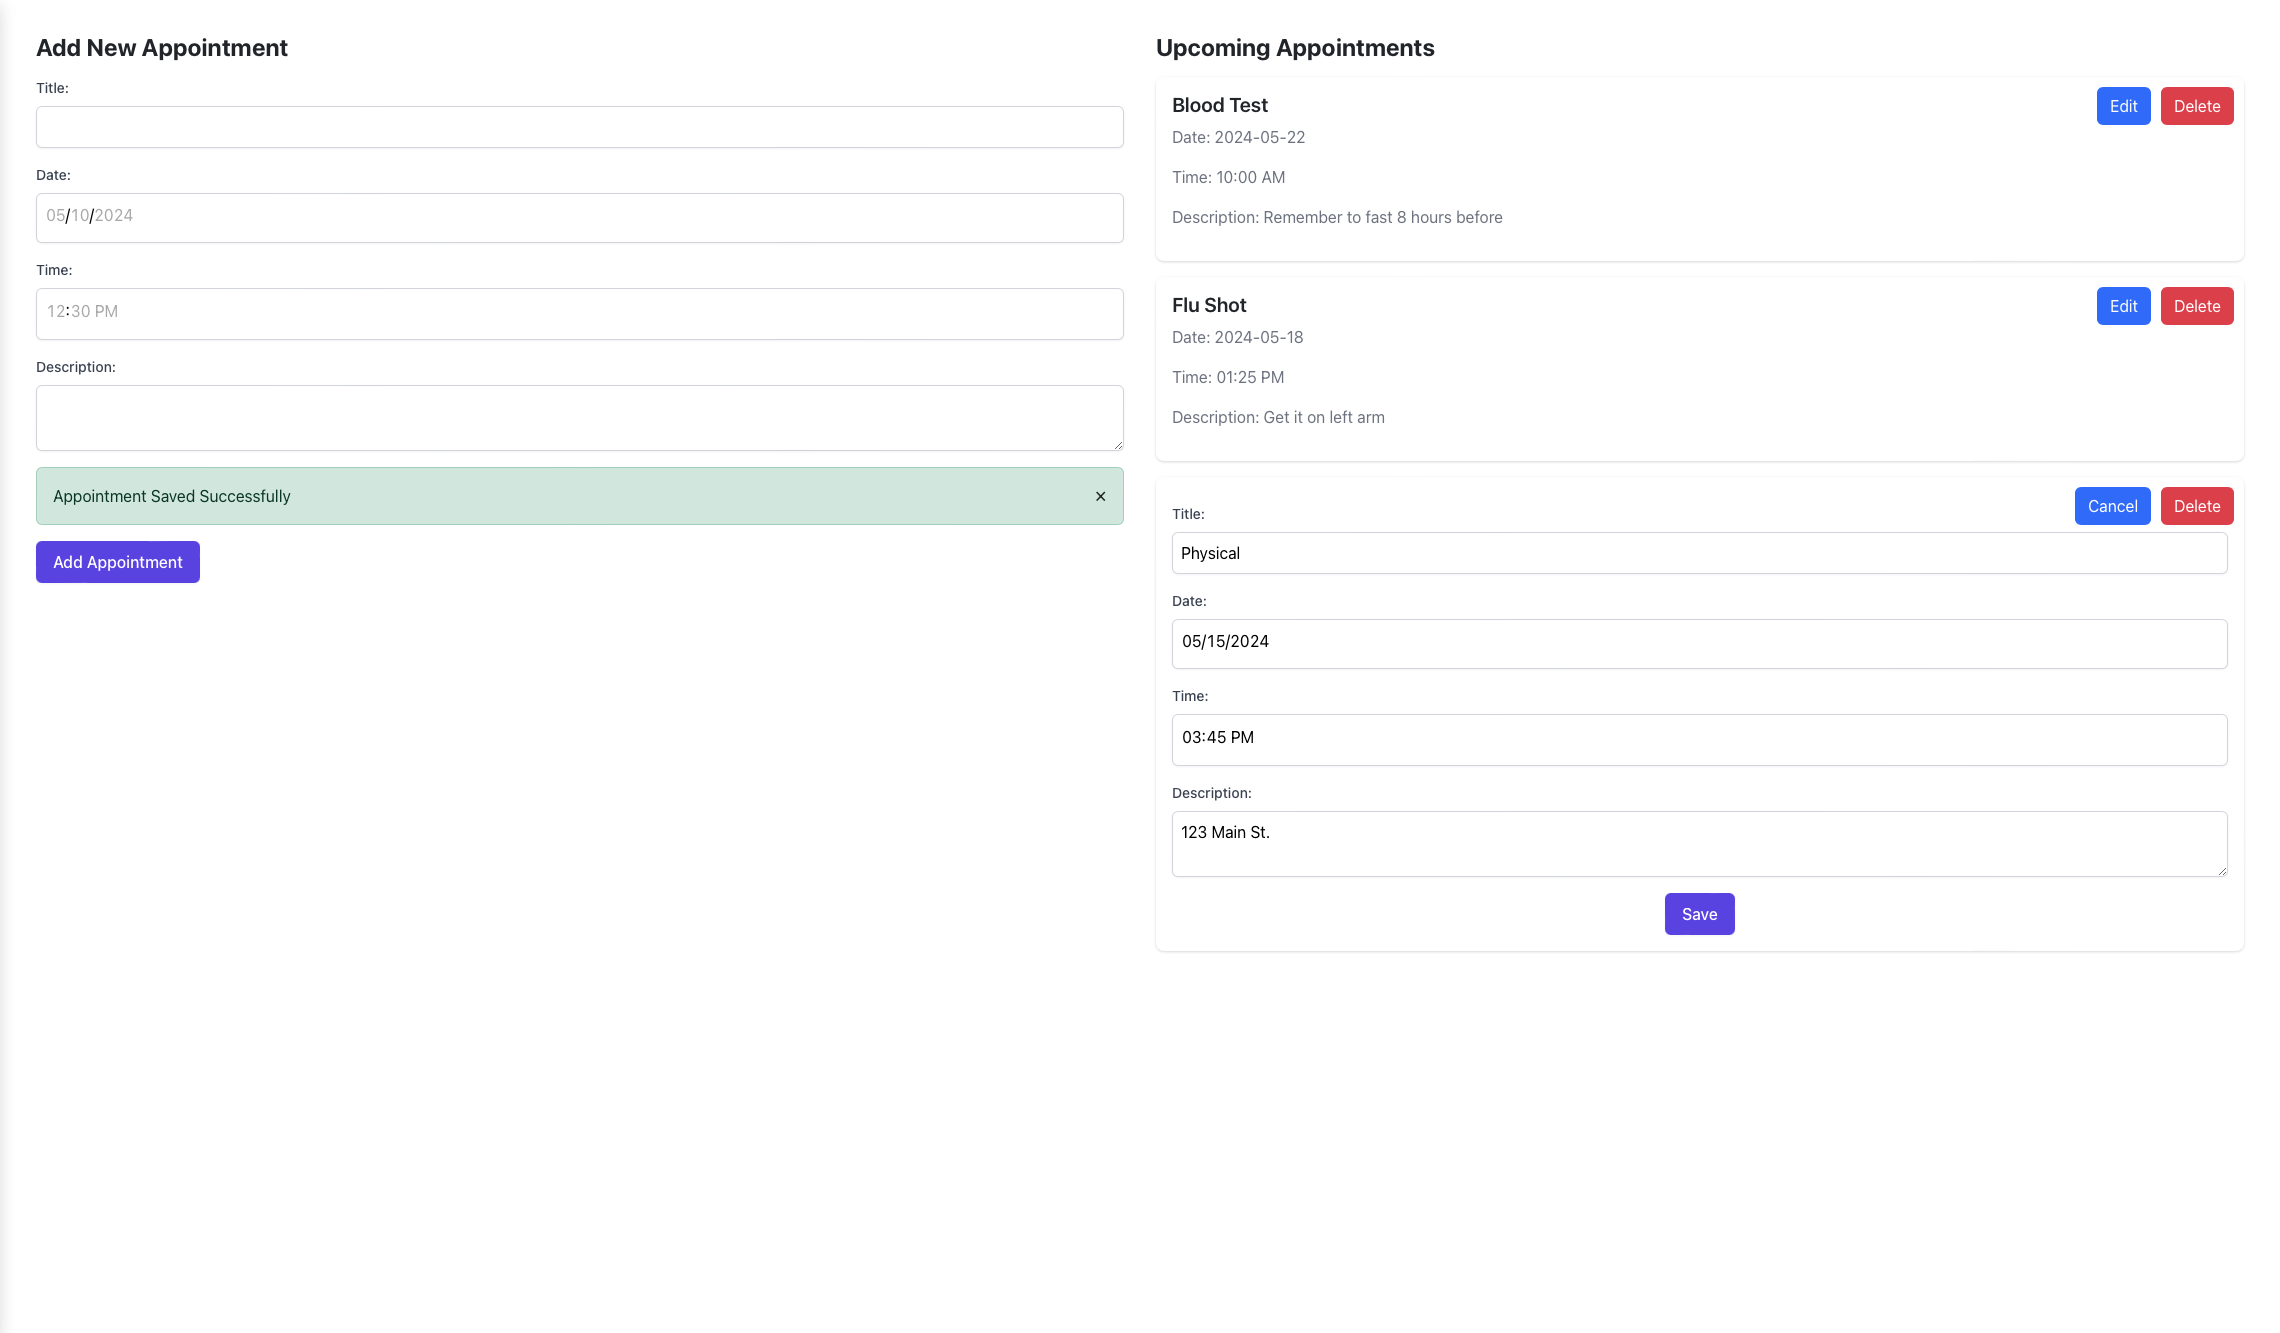 Add New Appointment
Title:
Date:
05/10/2024
Time:
12:30 PM
Description:
Appointment Saved Successfully ×
Add Appointment
Upcoming Appointments
Blood Test
Edit Delete
Date: 2024-05-22
Time: 10:00 AM
Description: Remember to fast 8 hours before
Flu Shot
Edit Delete
Date: 2024-05-18
Time: 01:25 PM
Description: Get it on left arm
Cancel Delete
Title:
Physical
Date:
05/15/2024
Time:
03:45 PM
Description:
123 Main St.
Save